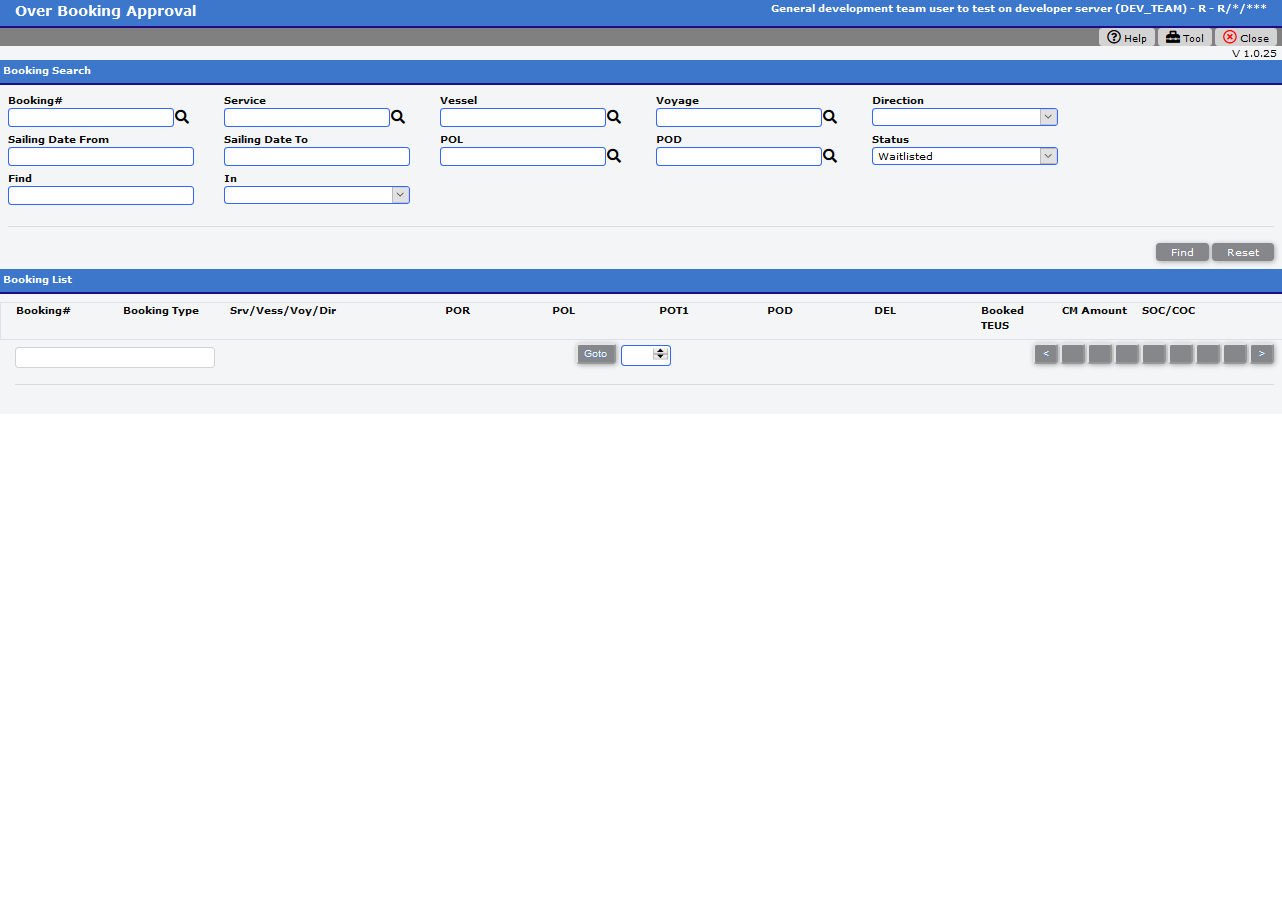 Over Booking Approval General development team user to test on developer server (DEV_TEAM) - R - R/*/***
Help Tool Close
V 1.0.25
Booking Search
Booking# Service Vessel Voyage Direction
Sailing Date From Sailing Date To POL POD Status
Waitlisted
Find In
Find Reset
Booking List
Booking# Booking Type Srv/Vess/Voy/Dir POR POL POT1 POD DEL Booked TEUS CM Amount SOC/COC
Goto < >